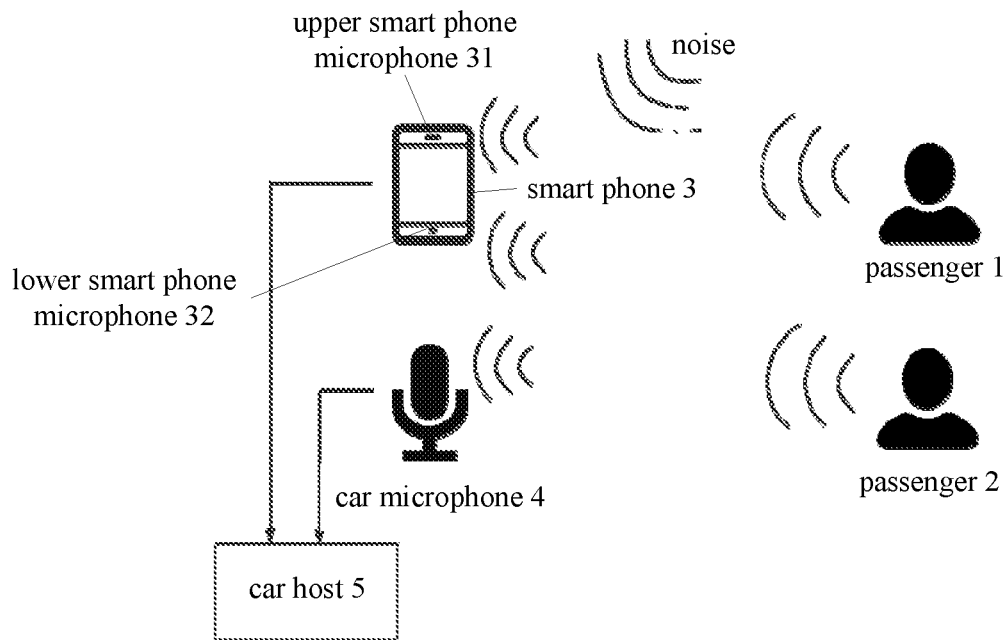 upper smart phone
microphone 31
noise
smart phone 3
passenger 1
lower smart phone
microphone 32
passenger 2
car microphone 4
car host 5